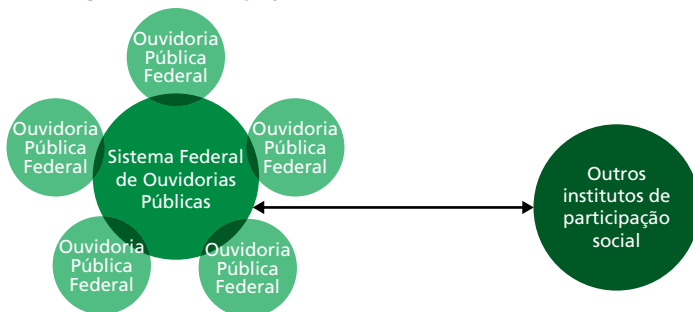 Ouvidoria
Pública
Federal
Ouvidoria
Pública
Federal
Sistema Federal
de Ouvidorias
Públicas
Ouvidoria
Pública
Federal
Outros
institutos de
participação
social
Ouvidoria
Pública
Federal
Ouvidoria
Pública
Federal